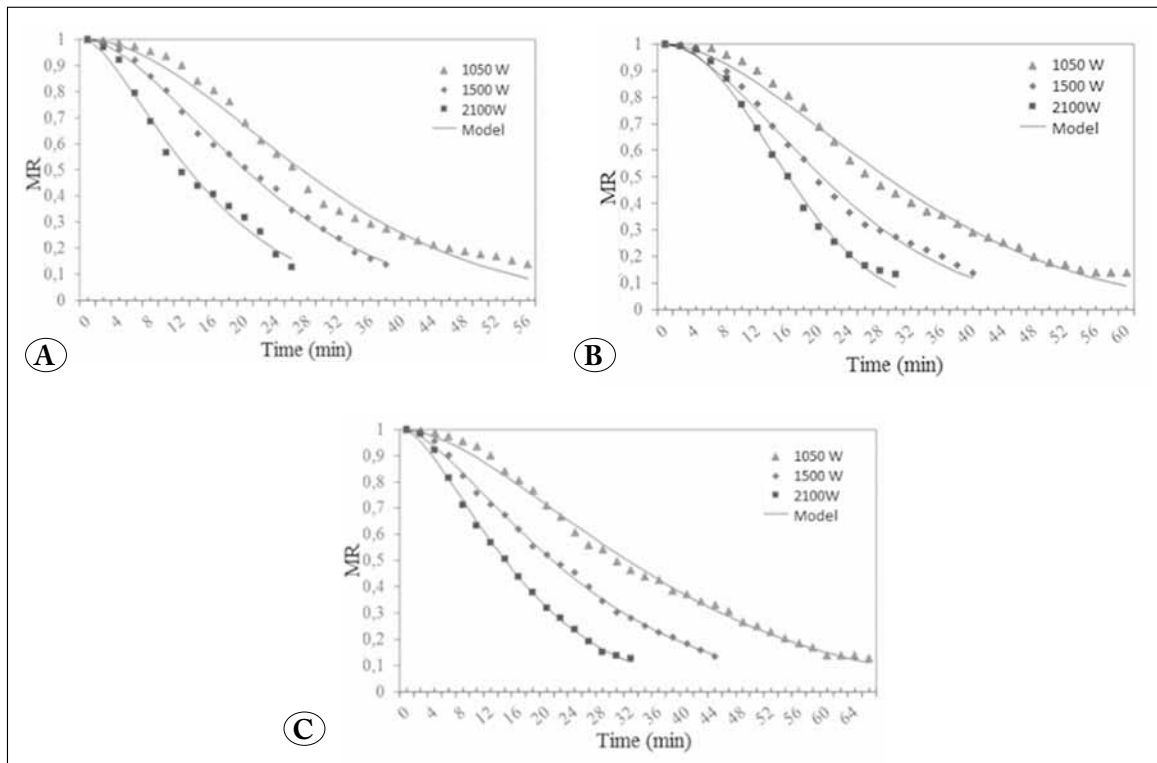 1
0,9
0,8
0,7
0,6
0,5
0,4
0,3
0,2
0,1
0
MR
1050 W
1500 W
2100W
Model
0 4 8 12 16 20 24 28 32 36 40 44 48 52 56
Time (min)
A
1
0,9
0,8
0,7
0,6
0,5
0,4
0,3
0,2
0,1
0
MR
1050 W
1500 W
2100W
Model
0 4 8 12 16 20 24 28 32 36 40 44 48 52 56 60
Time (min)
B
1
0,9
0,8
0,7
0,6
0,5
0,4
0,3
0,2
0,1
0
MR
1050 W
1500 W
2100W
Model
0 4 8 12 16 20 24 28 32 36 40 44 48 52 56 60 64
Time (min)
C